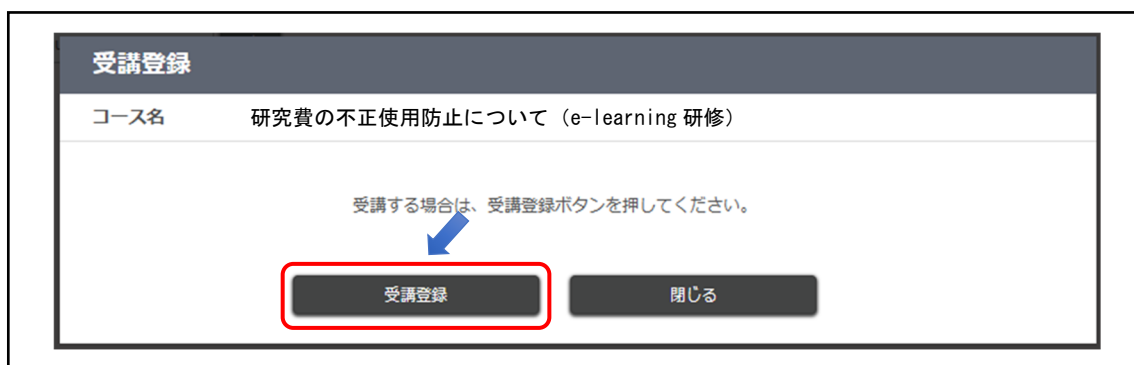 受講登録
コース名 研究費の不正使用防止について（e-learning 研修）
受講する場合は、受講登録ボタンを押してください。
受講登録 閉じる